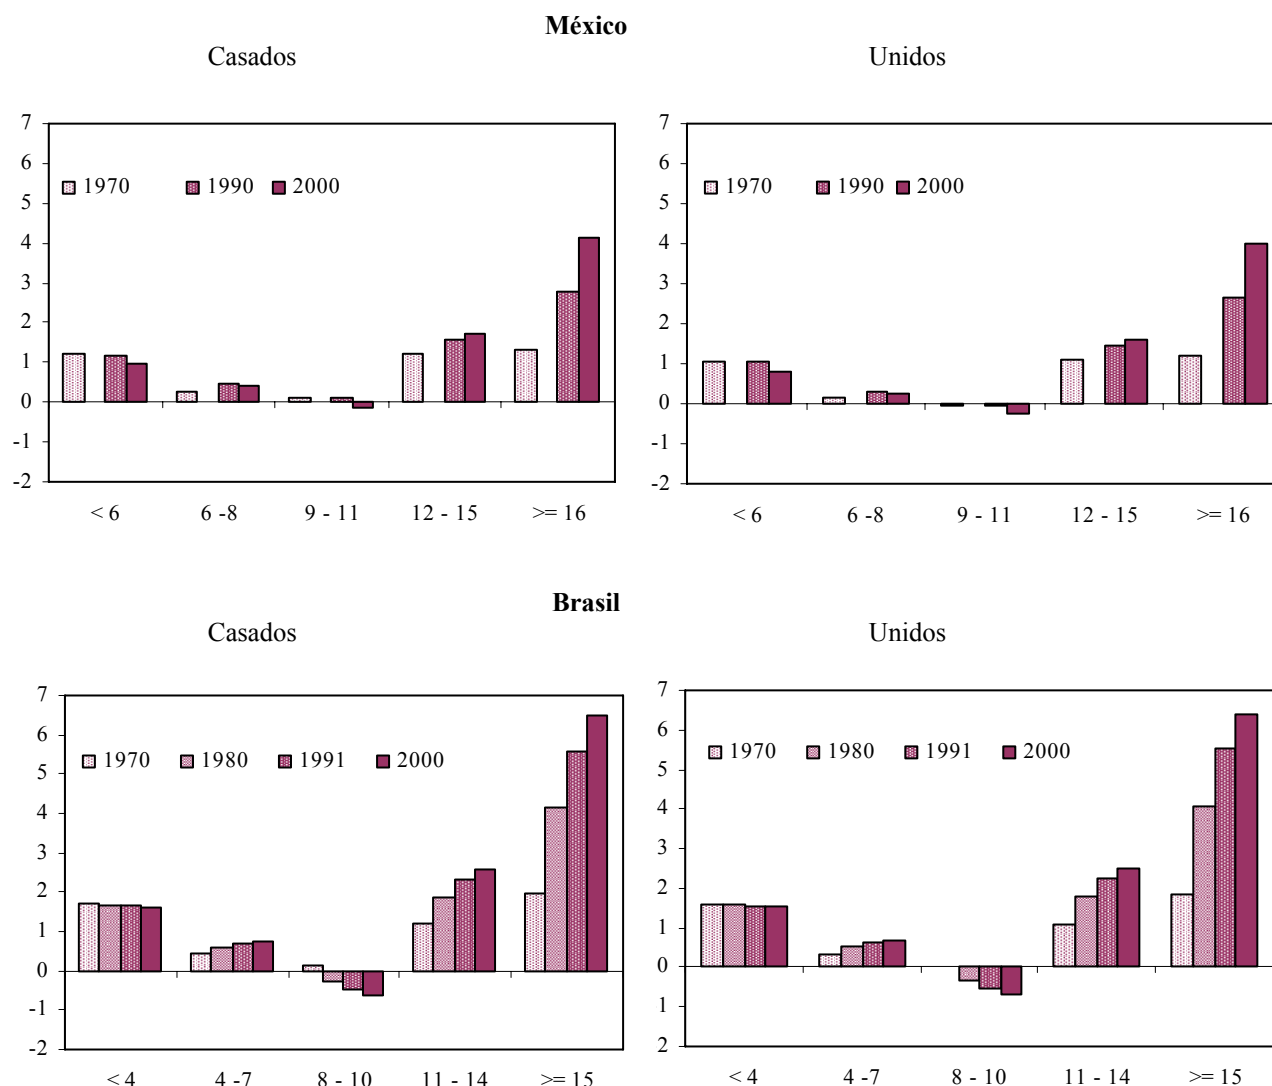 México
Casados Unidos
7 7
6 6
1970 1990 2000 1970 1990 2000
5 5
4 4
3 3
2 2
1 1
0 0
-1 -1
-2 -2
< 6 6 -8 9 - 11 12 - 15 >= 16 < 6 6 -8 9 - 11 12 - 15 >= 16
Brasil
Casados Unidos
7 7
6 6
1970 1980 1991 2000 1970 1980 1991 2000
5 5
4 4
3 3
2 2
1 1
0 0
-1 1
-2 2
< 4 4 -7 8 - 10 11 - 14 >= 15 < 4 4 -7 8 - 10 11 - 14 >= 15